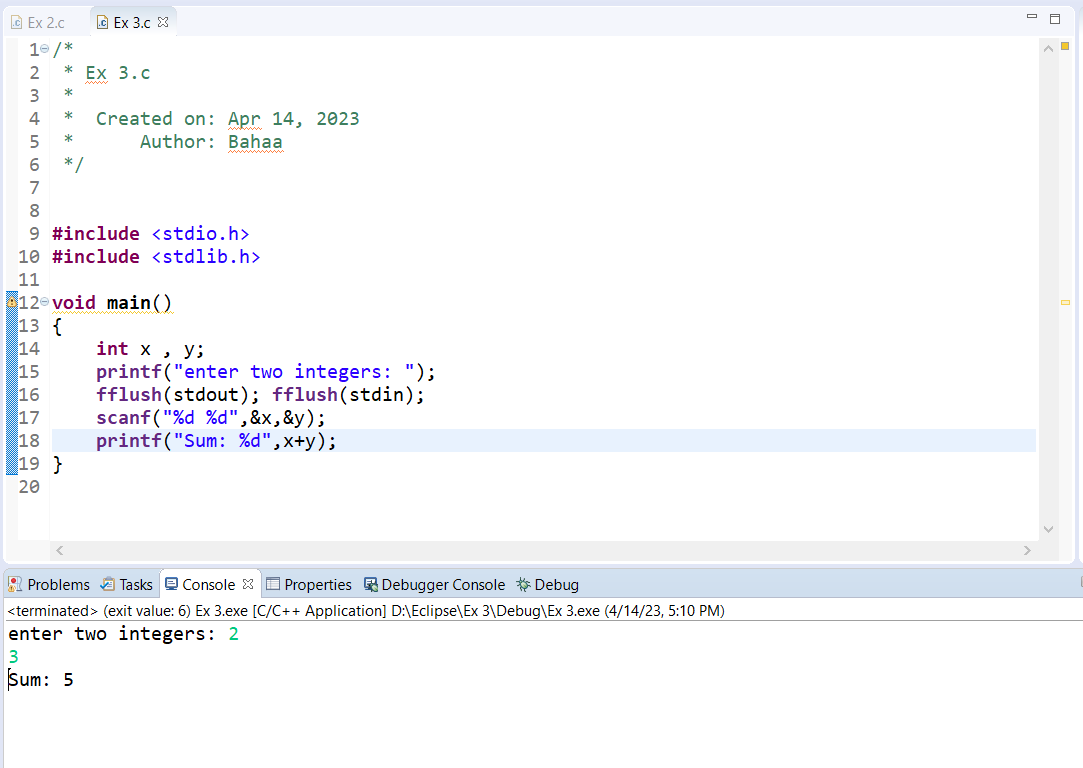 Ex 2.c Ex 3.c
1 /*
2  * Ex 3.c
3  *
4  *  Created on: Apr 14, 2023
5  *      Author: Bahaa
6  */
7
8
9 #include <stdio.h>
10 #include <stdlib.h>
11
12 void main()
13 {
14     int x , y;
15     printf("enter two integers: ");
16     fflush(stdout); fflush(stdin);
17     scanf("%d %d",&x,&y);
18     printf("Sum: %d",x+y);
19 }
20
Problems Tasks Console Properties Debugger Console Debug
<terminated> (exit value: 6) Ex 3.exe [C/C++ Application] D:\Eclipse\Ex 3\Debug\Ex 3.exe (4/14/23, 5:10 PM)
enter two integers: 2
3
Sum: 5